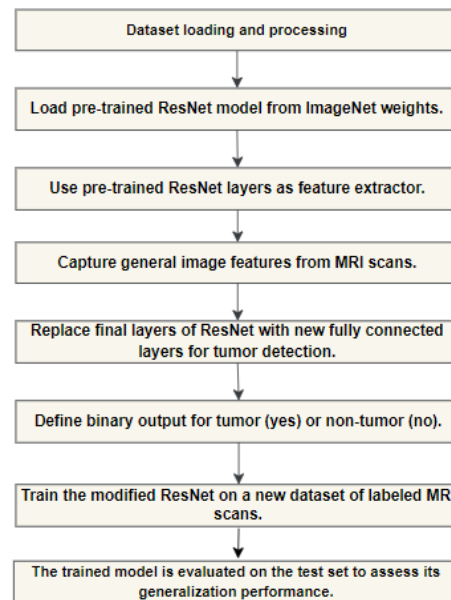 Dataset loading and processing
Load pre-trained ResNet model from ImageNet weights.
Use pre-trained ResNet layers as feature extractor.
Capture general image features from MRI scans.
Replace final layers of ResNet with new fully connected
layers for tumor detection.
Define binary output for tumor (yes) or non-tumor (no).
Train the modified ResNet on a new dataset of labeled MR
scans.
The trained model is evaluated on the test set to assess its
generalization performance.